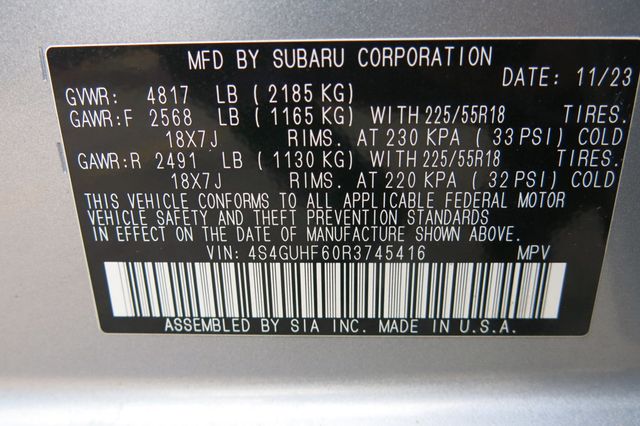 MFD BY SUBARU CORPORATION
DATE: 11/23
GVWR: 4817 LB ( 2185 KG)
GAWR:F 2568 LB ( 1165 KG) WITH 225/55R18 TIRES.
18X7J RIMS. AT 230 KPA ( 33 PSI) COLD
GAWR:R 2491 LB ( 1130 KG) WITH 225/55R18 TIRES.
18X7J RIMS. AT 220 KPA ( 32 PSI) COLD
THIS VEHICLE CONFORMS TO ALL APPLICABLE FEDERAL MOTOR
VEHICLE SAFETY AND THEFT PREVENTION STANDARDS
IN EFFECT ON THE DATE OF MANUFACTURE SHOWN ABOVE.
VIN: 4S4GUHF60R3745416 MPV
ASSEMBLED BY SIA INC. MADE IN U.S.A.